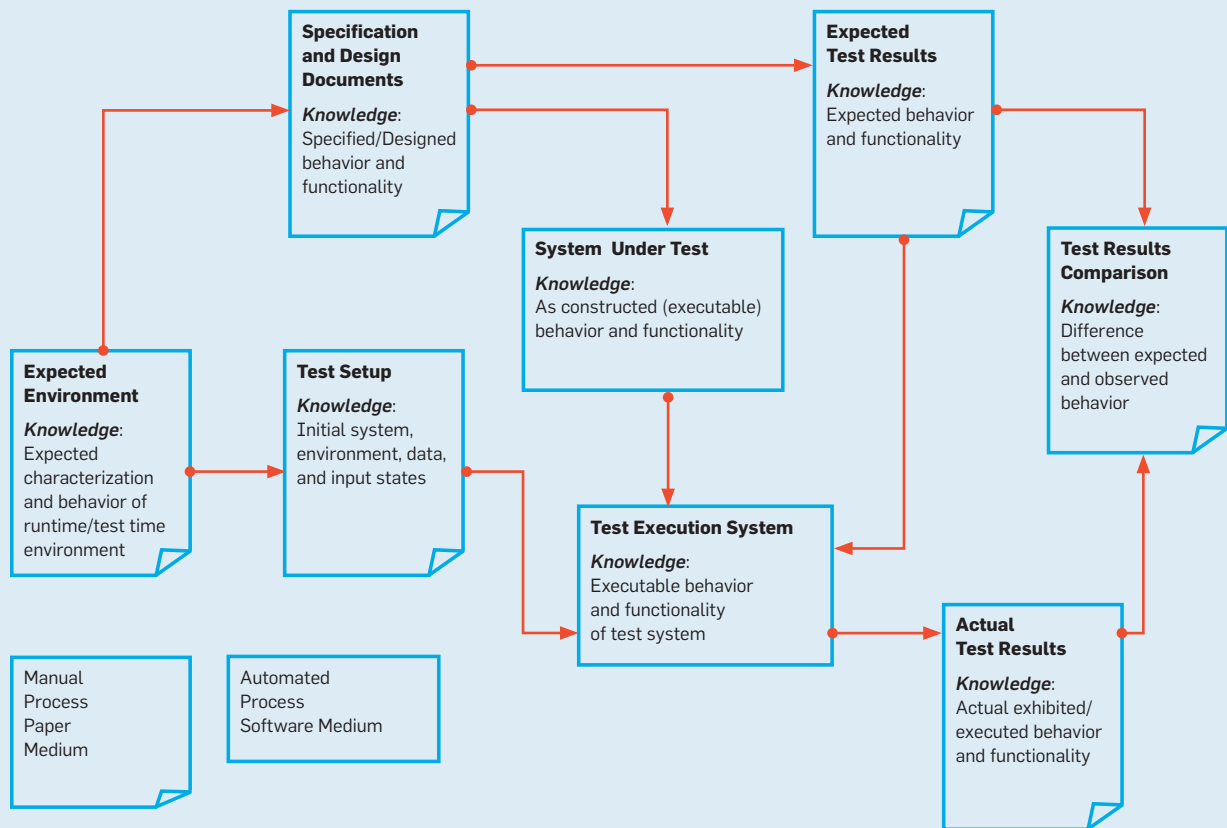 Specification
and Design
Documents
Knowledge:
Specified/Designed
behavior and
functionality
Expected
Test Results
Knowledge:
Expected behavior
and functionality
System Under Test
Knowledge:
As constructed (executable)
behavior and functionality
Test Results
Comparison
Knowledge:
Difference
between expected
and observed
behavior
Expected
Environment
Knowledge:
Expected
characterization
and behavior of
runtime/test time
environment
Test Setup
Knowledge:
Initial system,
environment, data,
and input states
Test Execution System
Knowledge:
Executable behavior
and functionality
of test system
Actual
Test Results
Knowledge:
Actual exhibited/
executed behavior
and functionality
Manual
Process
Paper
Medium
Automated
Process
Software Medium